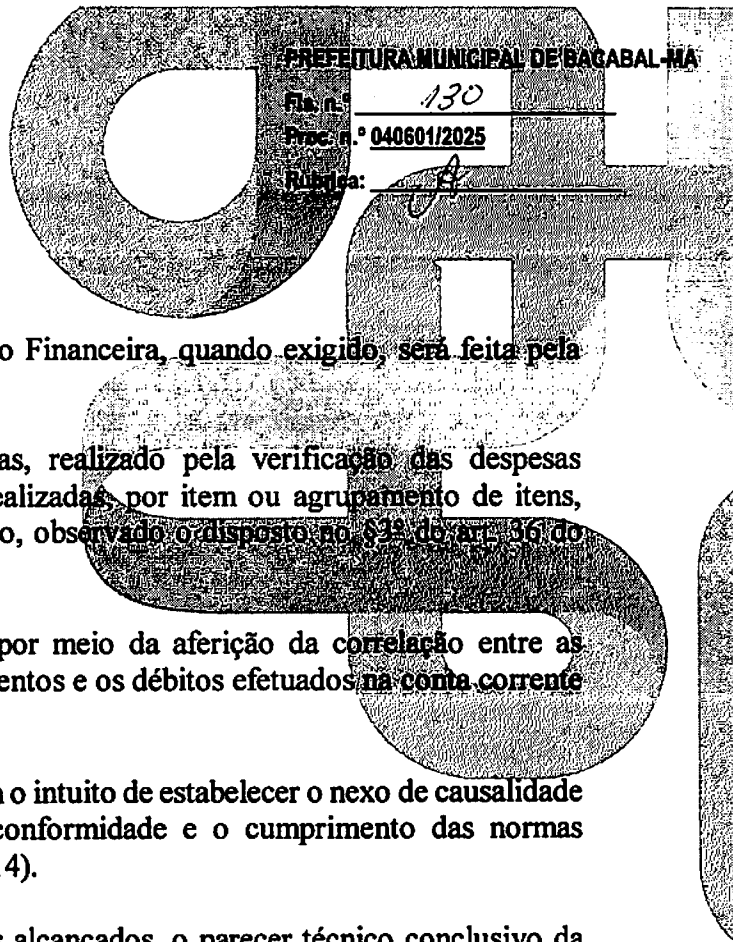 PREFEITURA MUNICIPAL DE BACABAL-MA
Fls. n.º 130
Proc. n.º 040601/2025
Rúbrica:
o Financeira, quando exigido, será feita pela
as, realizado pela verificação das despesas
ealizadas, por item ou agrupamento de itens,
o, observado o disposto no §3º do art. 36 do
por meio da aferição da correlação entre as
entos e os débitos efetuados na conta corrente
o intuito de estabelecer o nexo de causalidade
conformidade e o cumprimento das normas
4).
alcançados, o parecer técnico conclusivo da